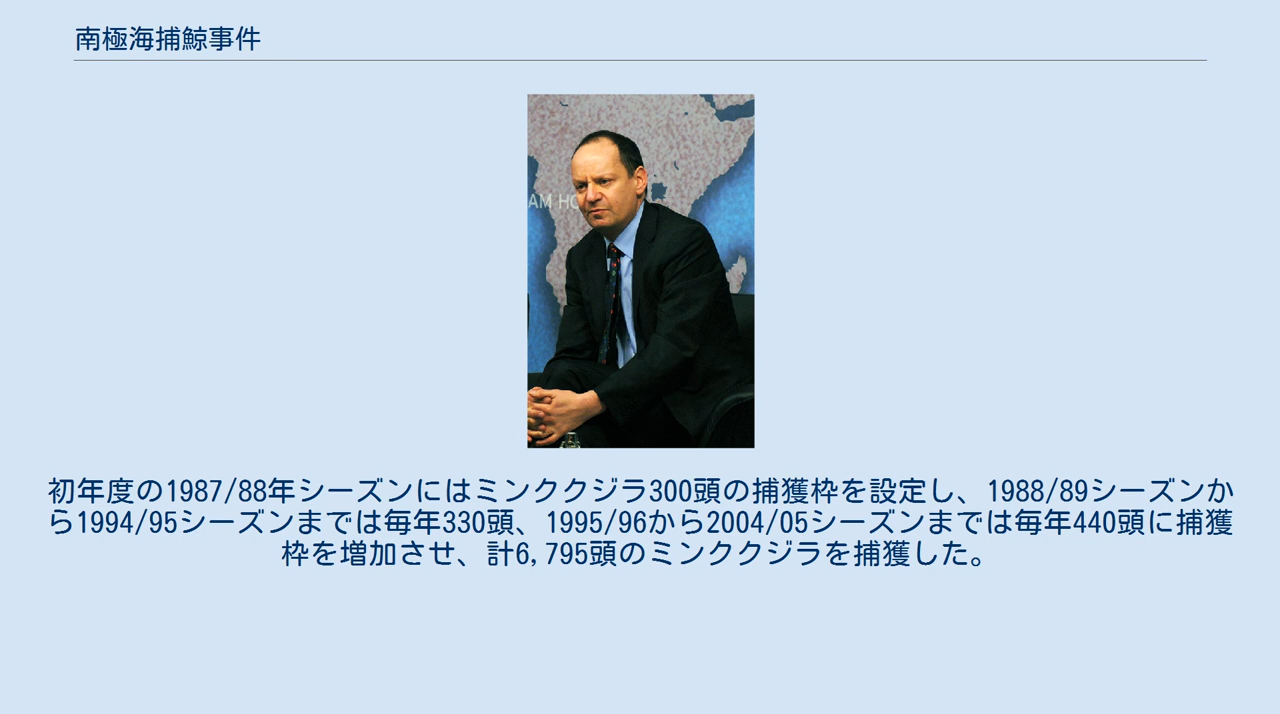 南極海捕鯨事件
AM HO
初年度の1987/88年シーズンにはミンククジラ300頭の捕獲枠を設定し、1988/89シーズンか
ら1994/95シーズンまでは毎年330頭、1995/96から2004/05シーズンまでは毎年440頭に捕獲
枠を増加させ、計6,795頭のミンククジラを捕獲した。